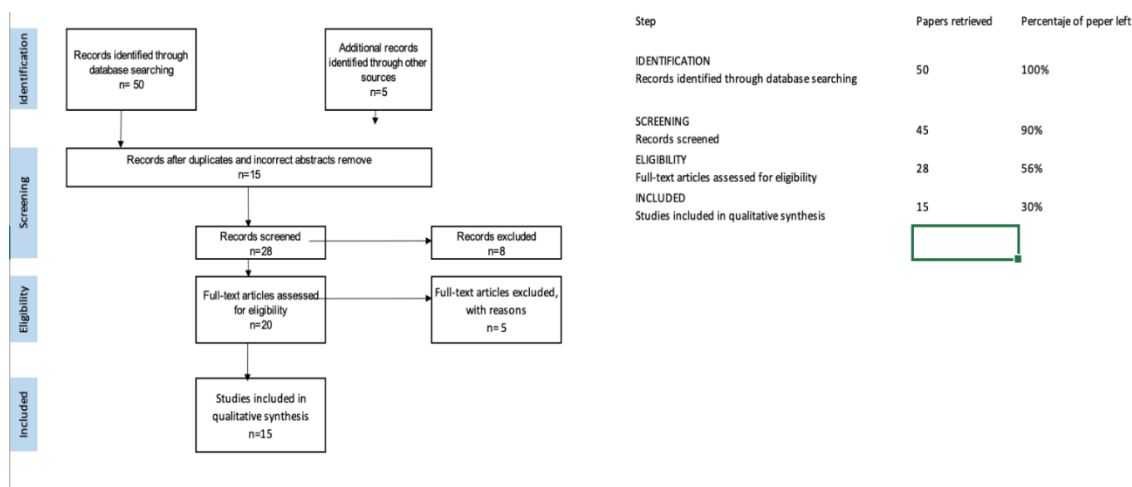 Identification
Records identified through
database searching
n= 50
Additional records
identified through other
sources
n=5
Screening
Records after duplicates and incorrect abstracts remove
n=15
Records screened
n=28
Records excluded
n=8
Eligibility
Full-text articles assessed
for eligibility
n=20
Full-text articles excluded,
with reasons
n= 5
Included
Studies included in
qualitative synthesis
n=15
Step Papers retrieved Percentaje of peper left
IDENTIFICATION
Records identified through database searching 50 100%
SCREENING
Records screened 45 90%
ELIGIBILITY
Full-text articles assessed for eligibility 28 56%
INCLUDED
Studies included in qualitative synthesis 15 30%